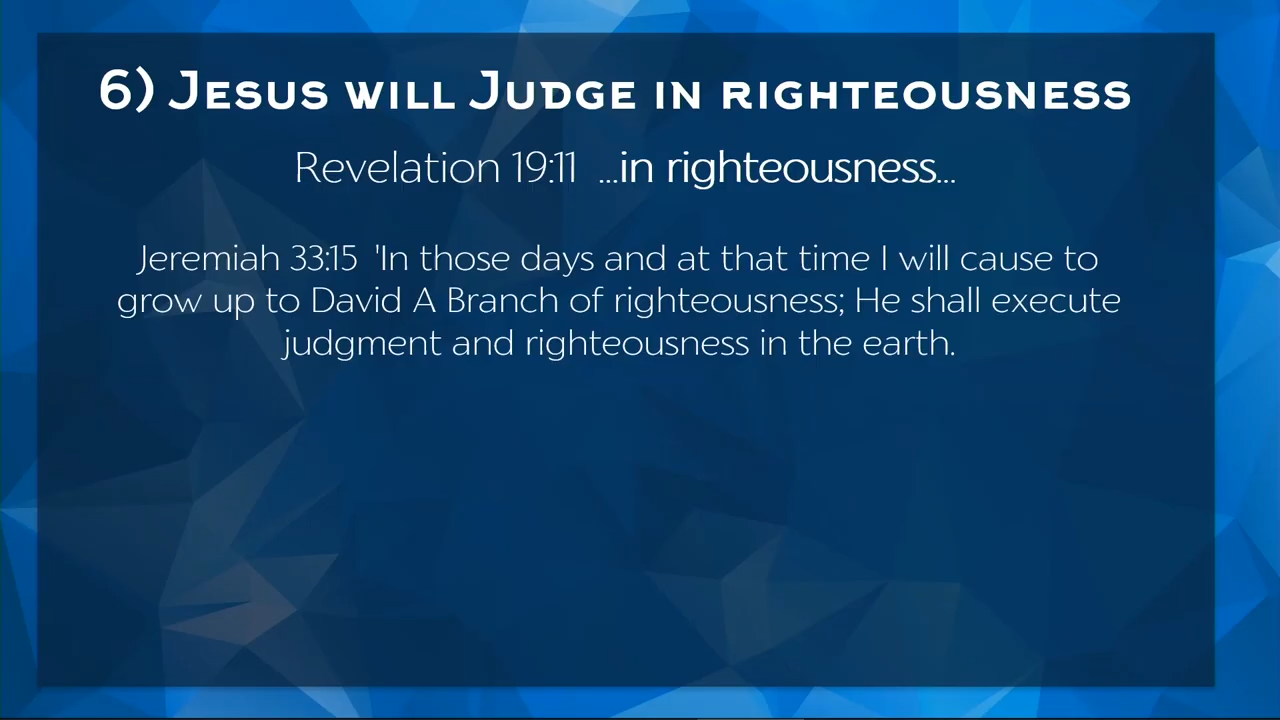 6) Jesus will Judge in righteousness
Revelation 19:11 ...in righteousness...
Jeremiah 33:15 'In those days and at that time I will cause to
grow up to David A Branch of righteousness; He shall execute
judgment and righteousness in the earth.